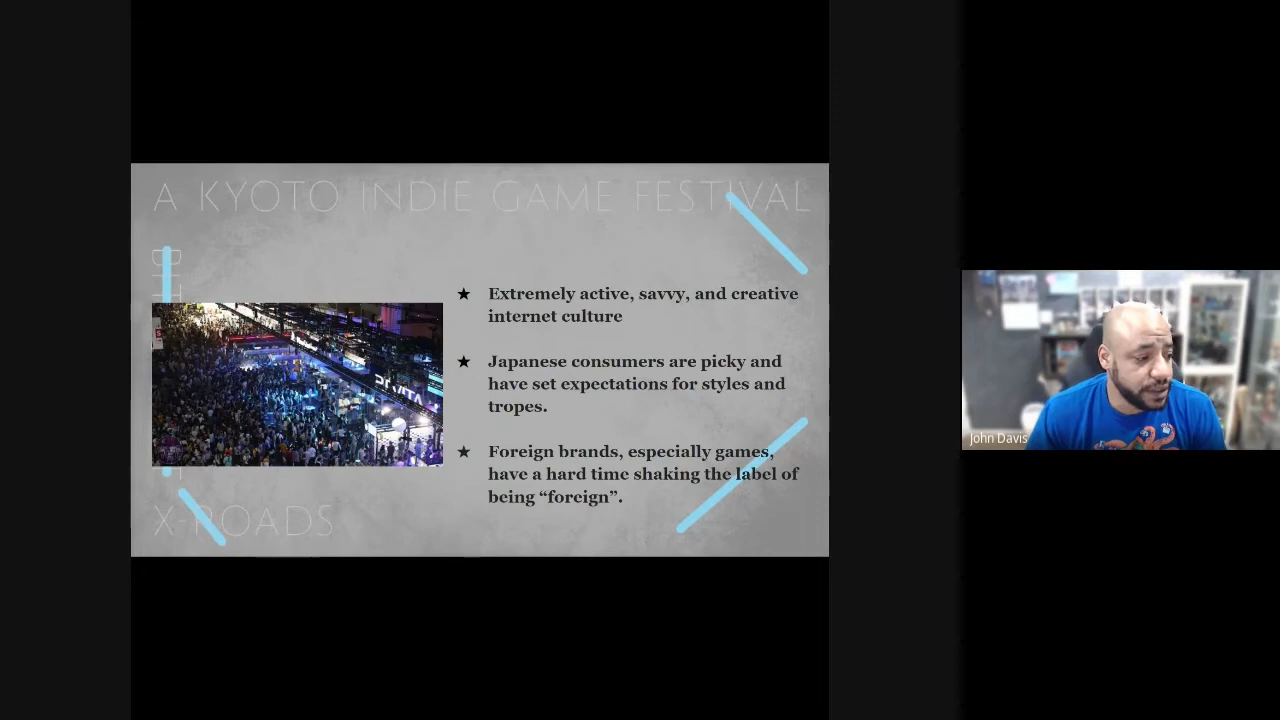 A KYOTO INDIE GAME FESTIVAL
★ Extremely active, savvy, and creative
internet culture
★ Japanese consumers are picky and
have set expectations for styles and
tropes.
★ Foreign brands, especially games,
have a hard time shaking the label of
being “foreign”.
X-ROADS
John Davis